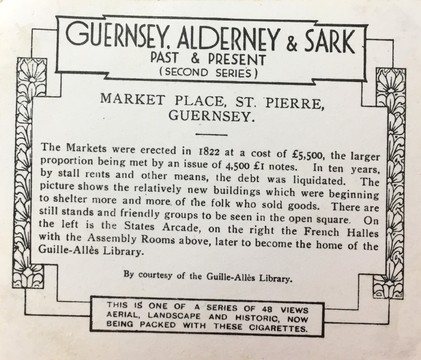 GUERNSEY, ALDERNEY & SARK
PAST & PRESENT
(SECOND SERIES)
MARKET PLACE, ST. PIERRE,
GUERNSEY.
The Markets were erected in 1822 at a cost of £5,500, the larger
proportion being met by an issue of 4,500 £1 notes. In ten years,
by stall rents and other means, the debt was liquidated. The
picture shows the relatively new buildings which were beginning
to shelter more and more of the folk who sold goods. There are
still stands and friendly groups to be seen in the open square. On
the left is the States Arcade, on the right the French Halles
with the Assembly Rooms above, later to become the home of the
Guille-Allès Library.
By courtesy of the Guille-Allès Library.
THIS IS ONE OF A SERIES OF 48 VIEWS
AERIAL, LANDSCAPE AND HISTORIC, NOW
BEING PACKED WITH THESE CIGARETTES.